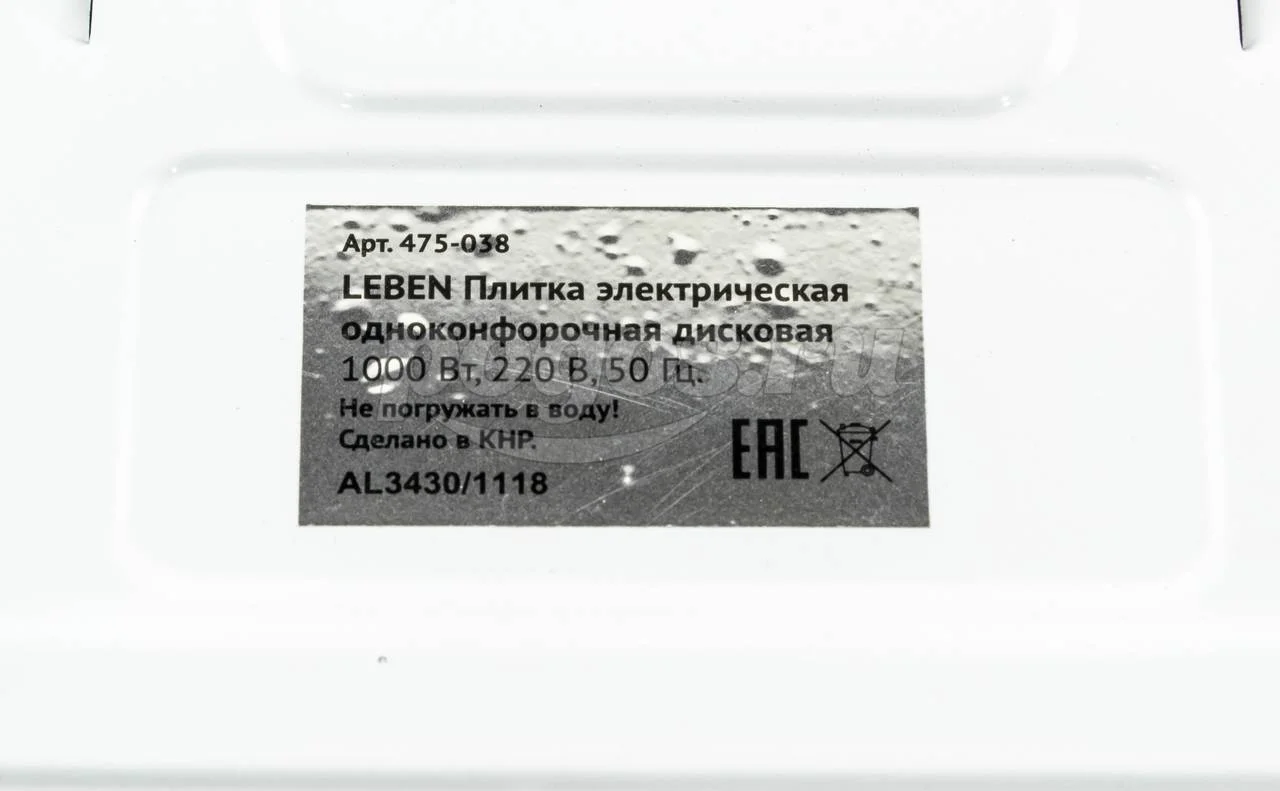 Арт. 475-038
LEBEN Плитка электрическая
одноконфорочная дисковая
1000 Вт, 220 В, 50 Гц.
Не погружать в воду!
Сделано в КНР.
AL3430/1118
EAC